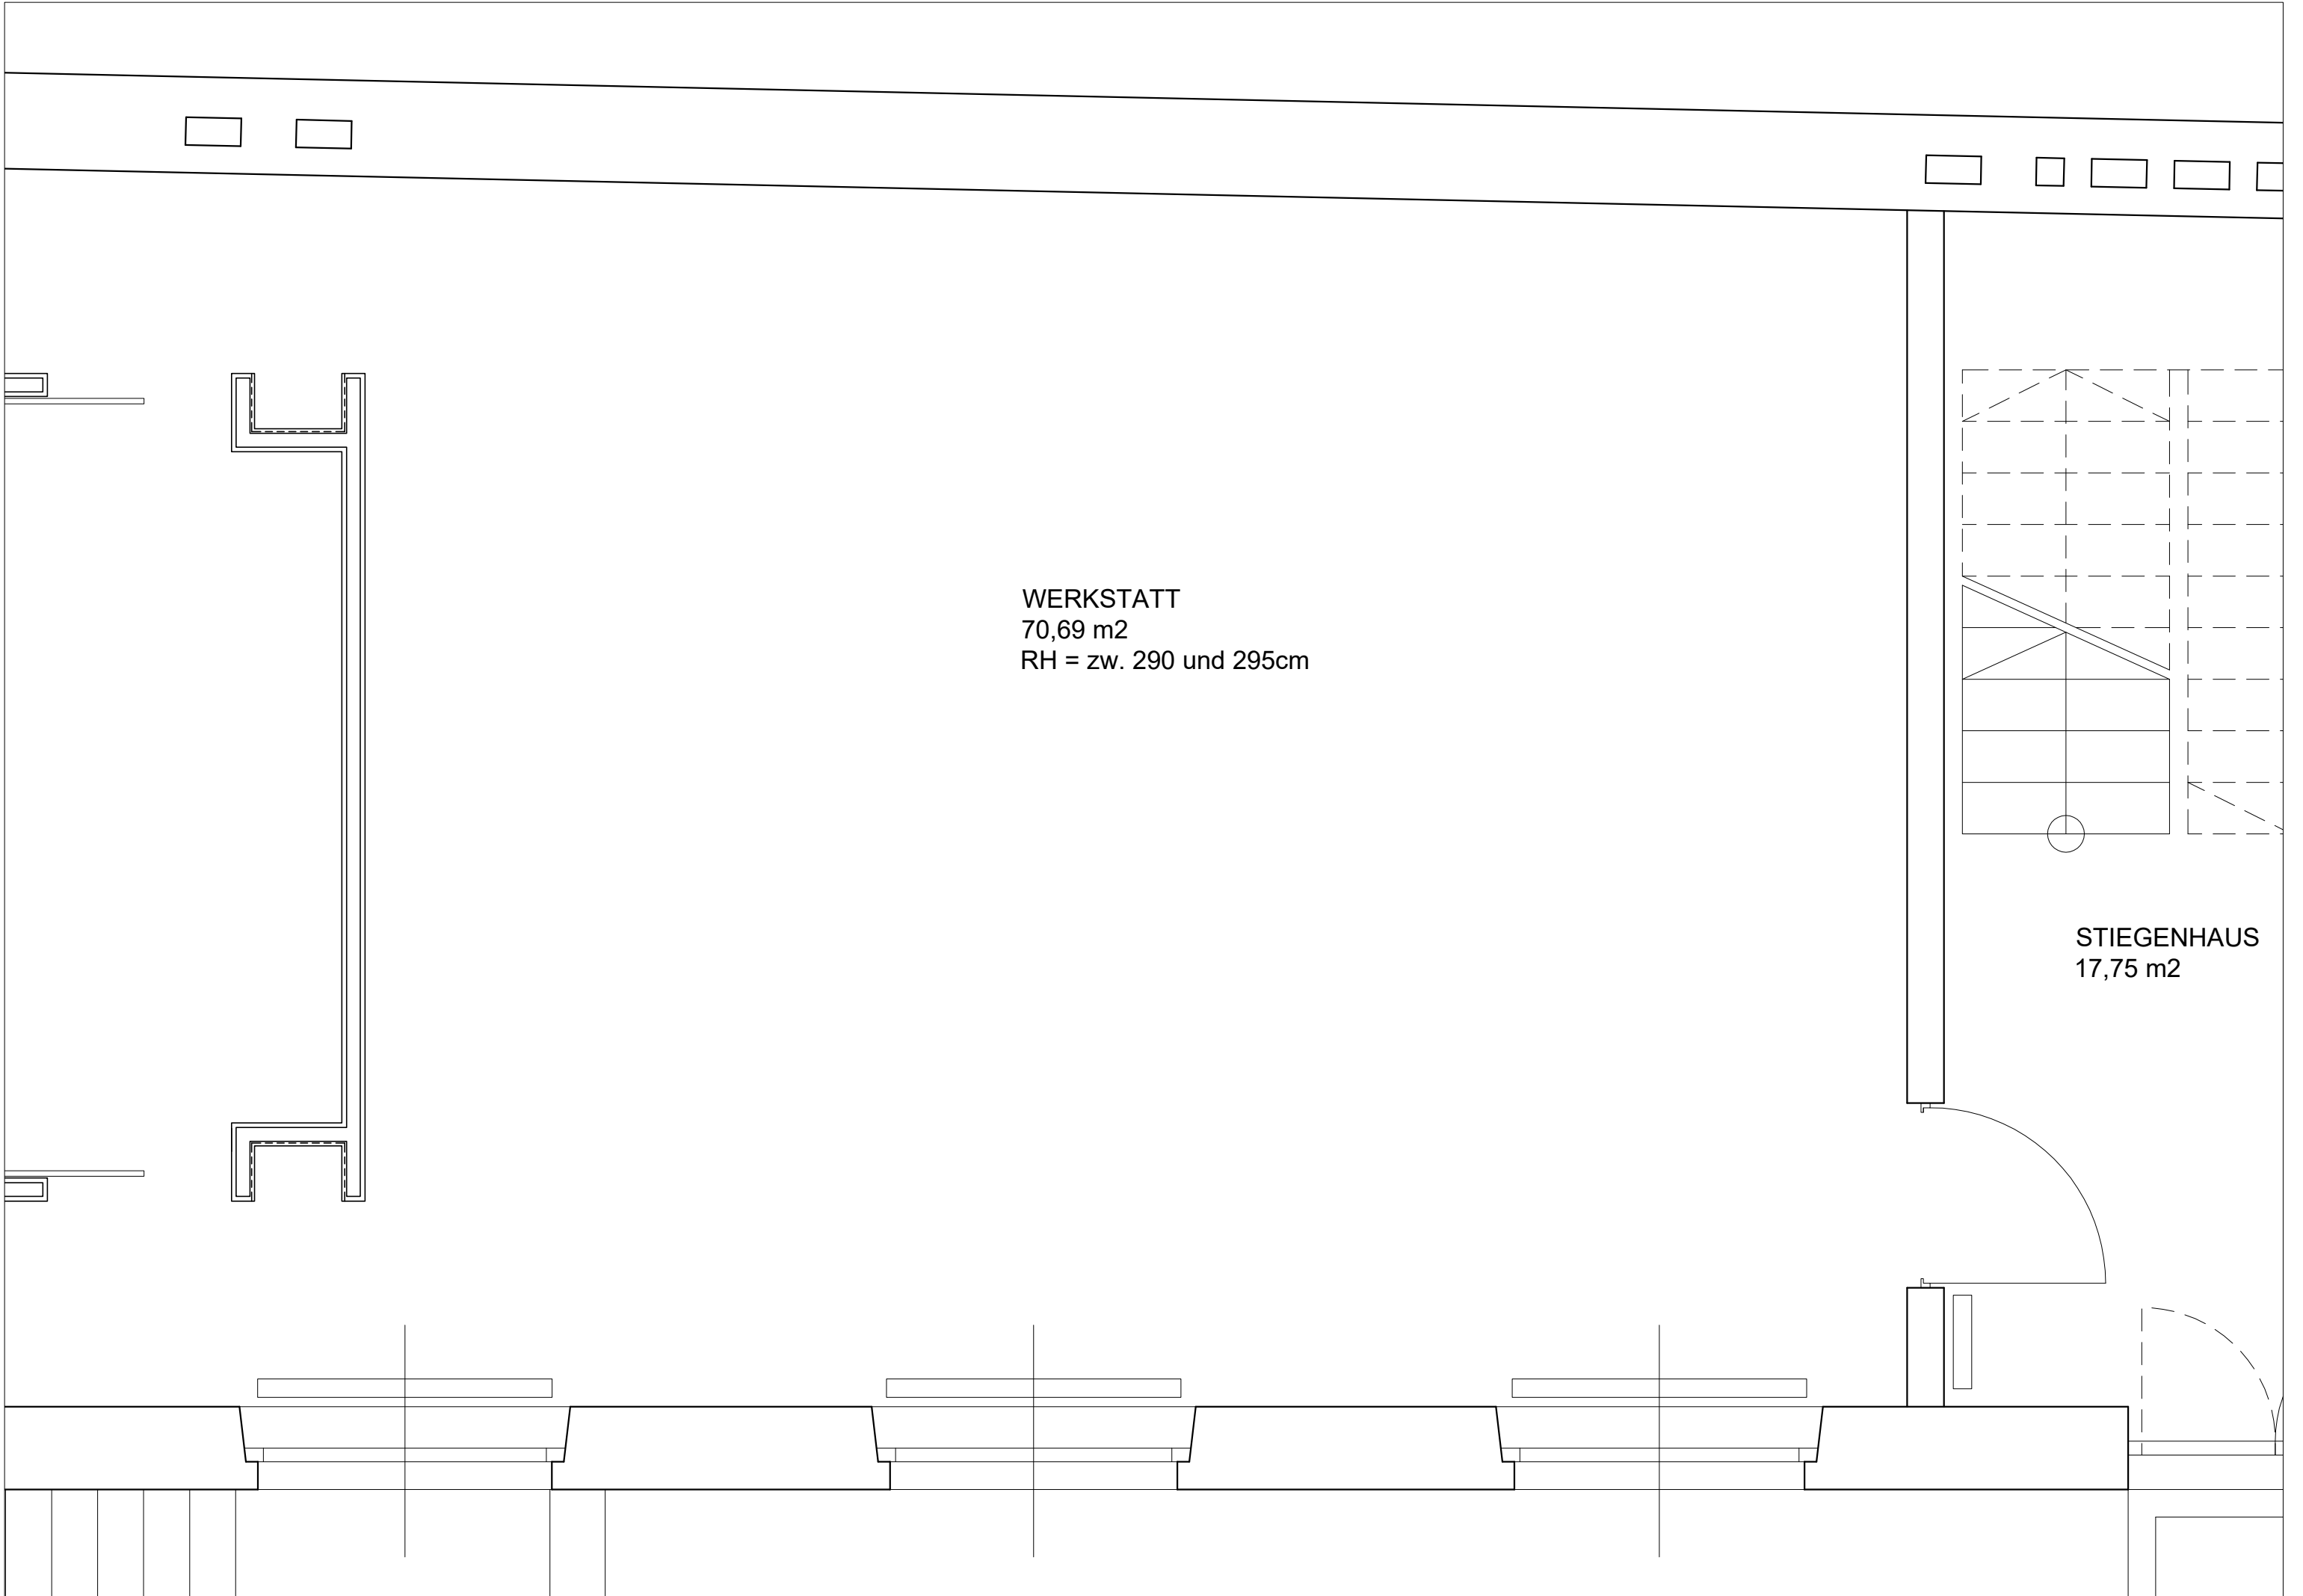 WERKSTATT
70,69 m2
RH = zw. 290 und 295cm
STIEGENHAUS
17,75 m2